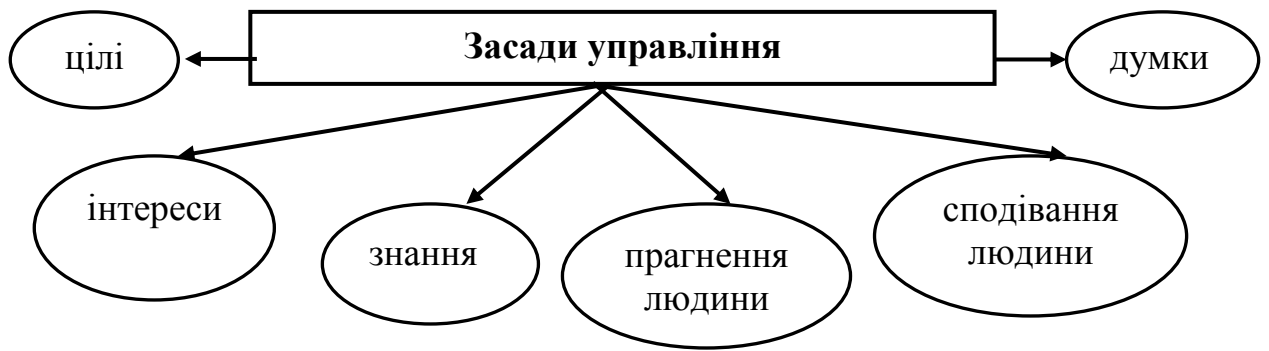 Засади управління
цілі
думки
інтереси
знання
прагнення
людини
сподівання
людини